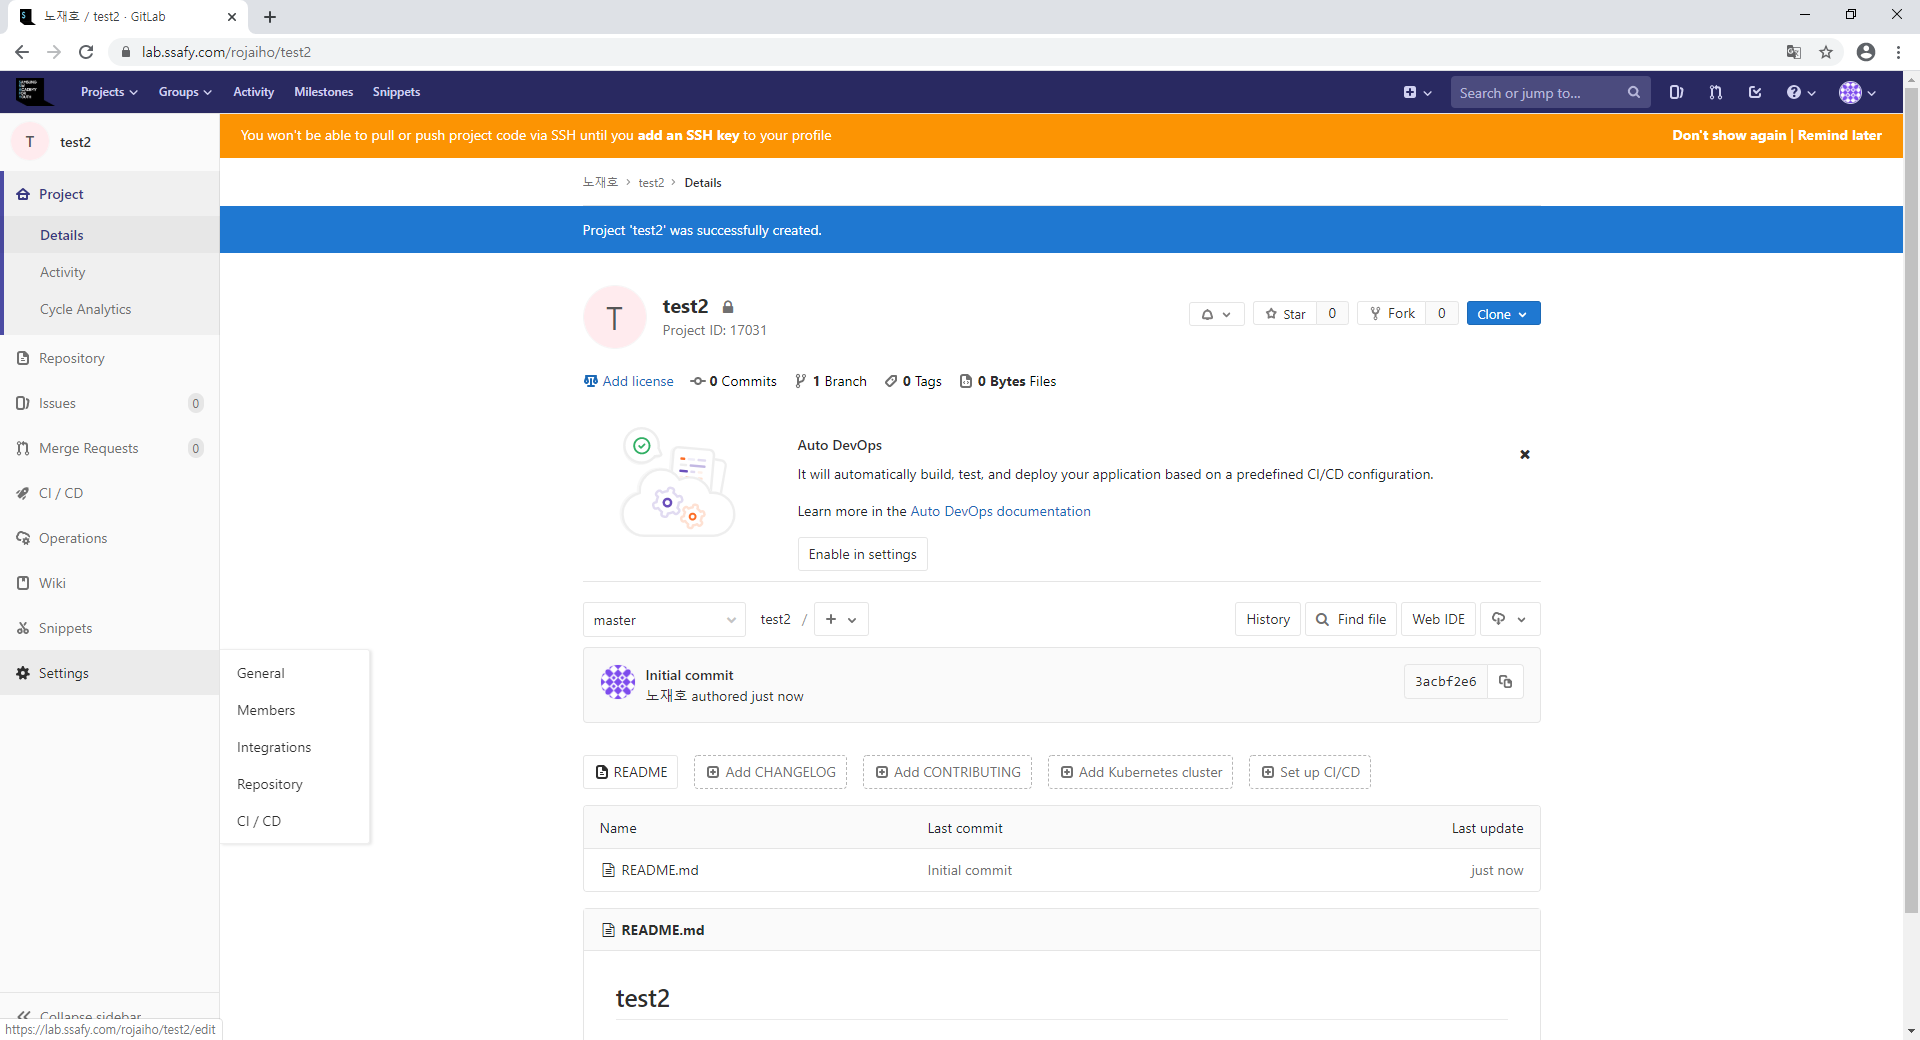 노재호 / test2 · GitLab
lab.ssafy.com/rojaiho/test2
SAMSUNG SW ACADEMY FOR YOUTH
Projects Groups Activity Milestones Snippets Search or jump to...
T test2
You won't be able to pull or push project code via SSH until you add an SSH key to your profile Don't show again | Remind later
노재호 › test2 › Details
Project 'test2' was successfully created.
Project
Details
Activity
Cycle Analytics
Repository
Issues 0
Merge Requests 0
CI / CD
Operations
Wiki
Snippets
Settings
General
Members
Integrations
Repository
CI / CD
Collapse sidebar
https://lab.ssafy.com/rojaiho/test2/edit
T
test2
Project ID: 17031
Star 0 Fork 0 Clone
Add license 0 Commits 1 Branch 0 Tags 0 Bytes Files
Auto DevOps
It will automatically build, test, and deploy your application based on a predefined CI/CD configuration.
Learn more in the Auto DevOps documentation
Enable in settings
master test2 / + History Find file Web IDE
Initial commit
노재호 authored just now
3acbf2e6
README Add CHANGELOG Add CONTRIBUTING Add Kubernetes cluster Set up CI/CD
Name Last commit Last update
README.md Initial commit just now
README.md
test2